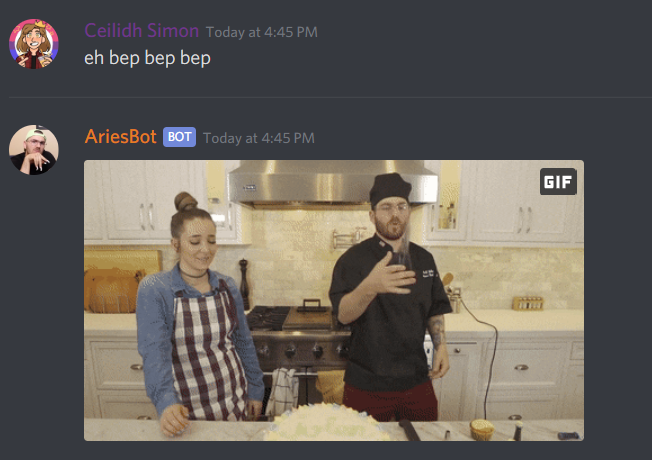 Ceilidh Simon Today at 4:45 PM
eh bep bep bep
AriesBot BOT Today at 4:45 PM
GIF